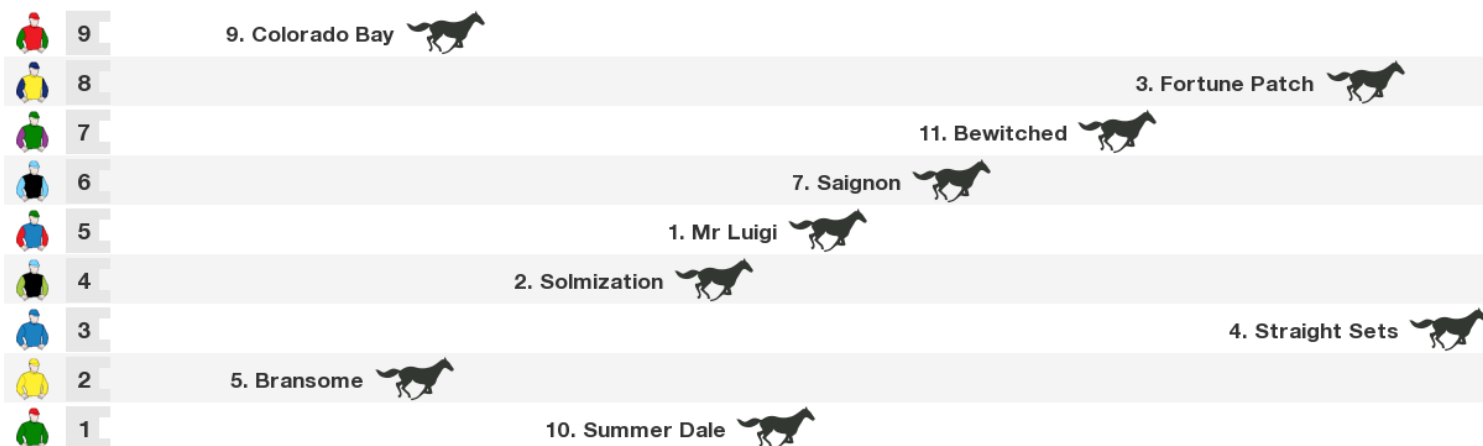 9 9. Colorado Bay
8 3. Fortune Patch
7 11. Bewitched
6 7. Saignon
5 1. Mr Luigi
4 2. Solmization
3 4. Straight Sets
2 5. Bransome
1 10. Summer Dale